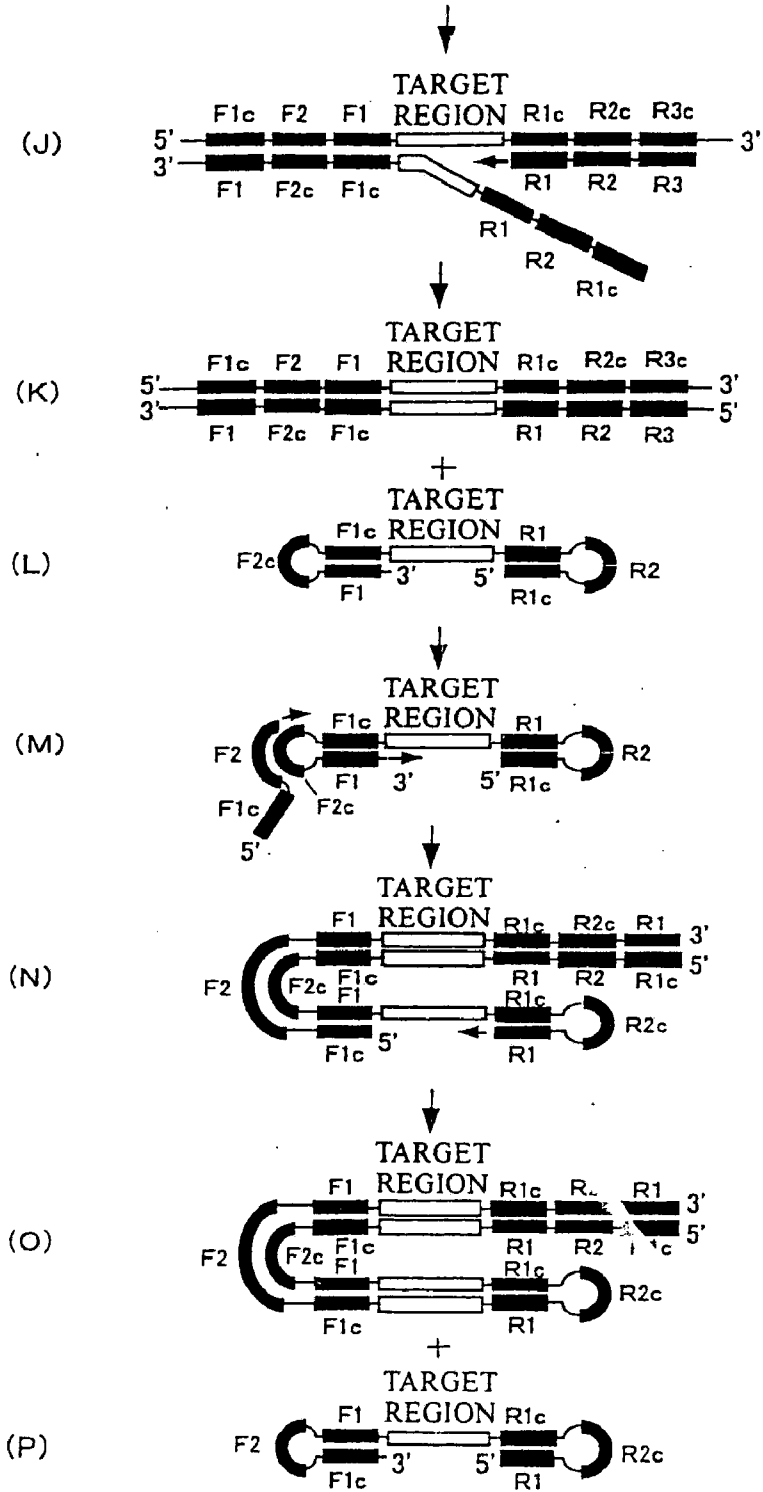 TARGET
F1c F2 F1 REGION R1c R2c R3c
(J) 5' 3'
3'
F1 F2c F1c R1 R2 R3
R1
R2
R1c
TARGET
F1c F2 F1 REGION R1c R2c R3c
(K) 5' 3'
3' 5'
F1 F2c F1c R1 R2 R3
+
TARGET
F1c REGION R1
(L) F2c R2
3' 5'
F1 R1c
TARGET
F1c REGION R1
(M) F2 R2
F1 3' 5' R1c
F1c F2c
5'
TARGET
F1 REGION R1c R2c R1
3'
5'
(N) F2 F2c F1c R1 R2 R1c
F1 R1c
R2c
F1c 5' R1
TARGET
F1 REGION R1c R1
3'
5'
(O) F2 F2c F1c R1 R2
F1 R1c
R2c
F1c R1
+
TARGET
F1 REGION R1c
(P) F2 R2c
3' 5'
F1c R1